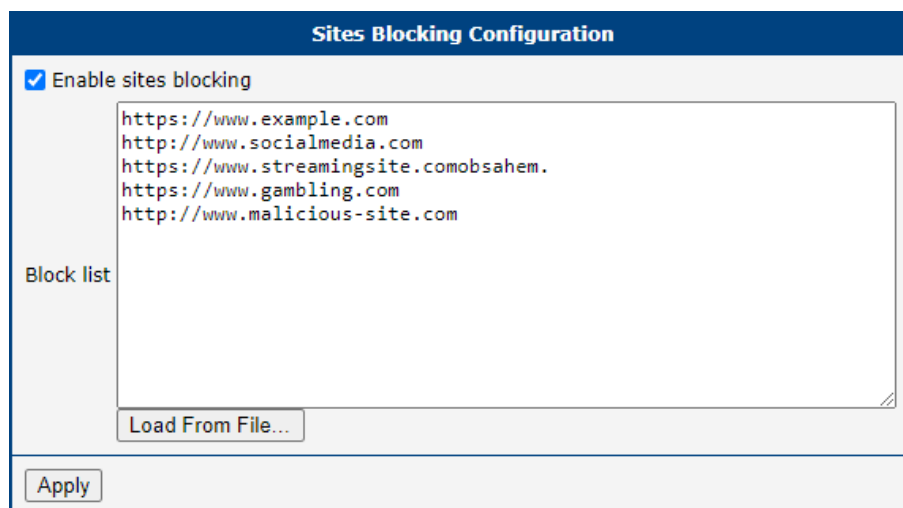 Sites Blocking Configuration
Enable sites blocking
https://www.example.com
http://www.socialmedia.com
https://www.streamingsite.comobsahem.
https://www.gambling.com
http://www.malicious-site.com
Block list
Load From File...
Apply